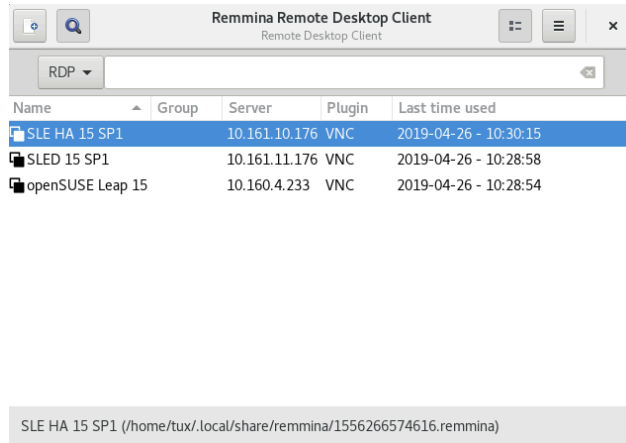 Remmina Remote Desktop Client
Remote Desktop Client
RDP
Name Group Server Plugin Last time used
SLE HA 15 SP1 10.161.10.176 VNC 2019-04-26 - 10:30:15
SLED 15 SP1 10.161.11.176 VNC 2019-04-26 - 10:28:58
openSUSE Leap 15 10.160.4.233 VNC 2019-04-26 - 10:28:54
SLE HA 15 SP1 (/home/tux/.local/share/remmina/1556266574616.remmina)